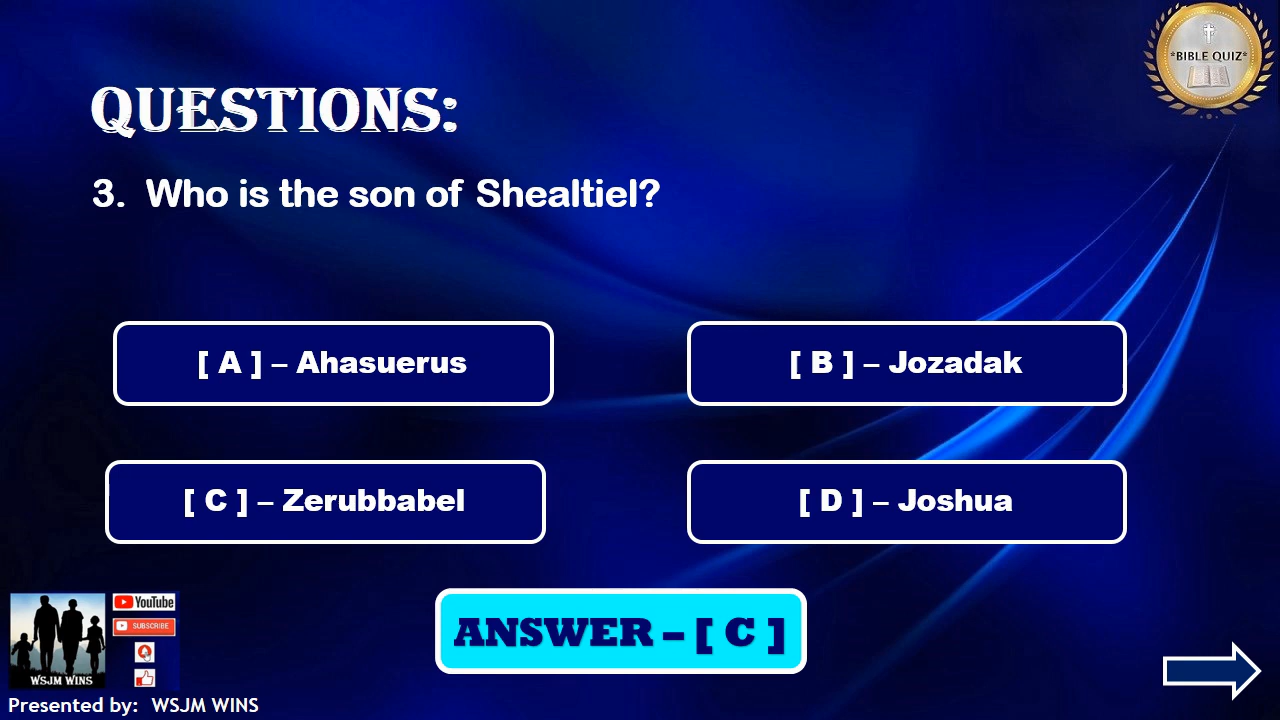 *BIBLE QUIZ*
QUESTIONS:
3. Who is the son of Shealtiel?
[ A ] – Ahasuerus
[ B ] – Jozadak
[ C ] – Zerubbabel
[ D ] – Joshua
ANSWER – [ C ]
YouTube
SUBSCRIBE
WSJM WINS
Presented by: WSJM WINS